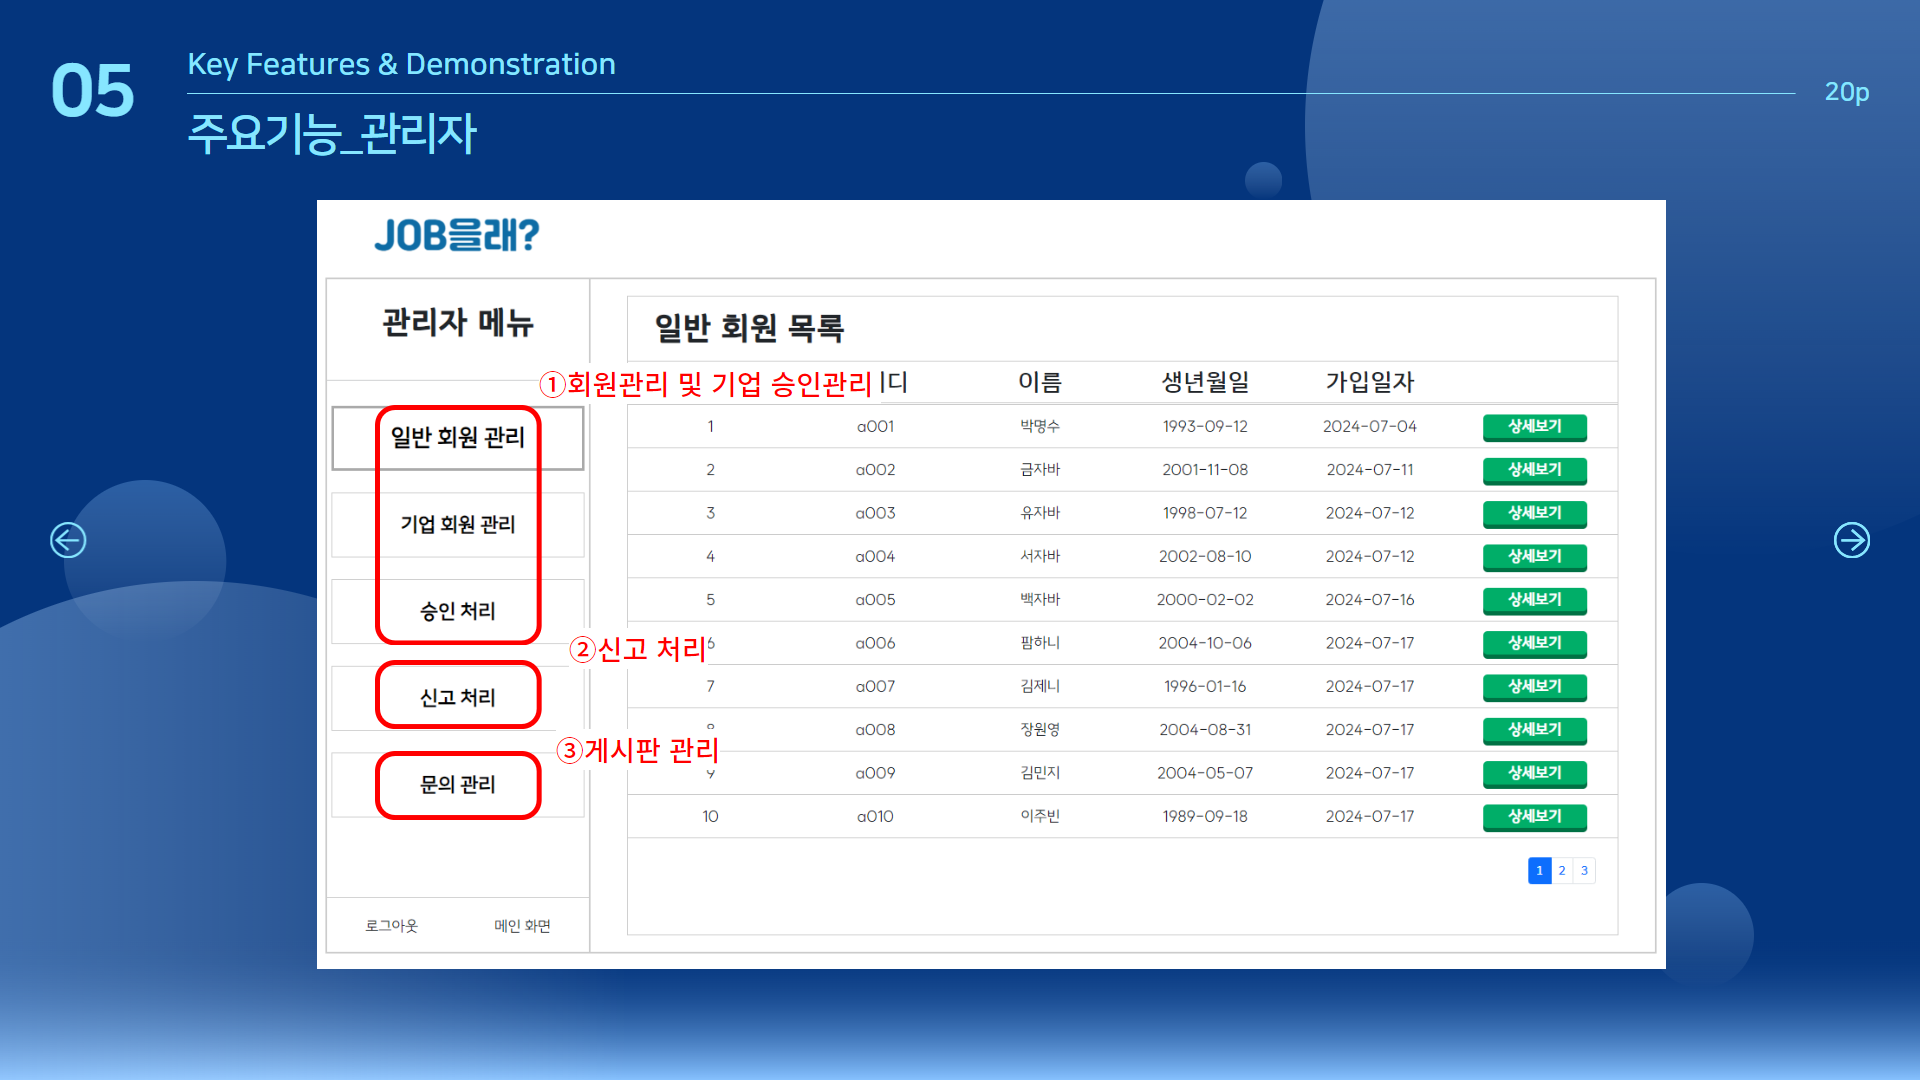 05
Key Features & Demonstration
20p
주요기능_관리자
JOB을래?
관리자 메뉴
일반 회원 관리
기업 회원 관리
승인 처리
신고 처리
문의 관리
로그아웃 메인 화면
①회원관리 및 기업 승인관리
②신고 처리
③게시판 관리
일반 회원 목록
디 이름 생년월일 가입일자
1 a001 박명수 1993-09-12 2024-07-04 상세보기
2 a002 금자바 2001-11-08 2024-07-11 상세보기
3 a003 유자바 1998-07-12 2024-07-12 상세보기
4 a004 서자바 2002-08-10 2024-07-12 상세보기
5 a005 백자바 2000-02-02 2024-07-16 상세보기
6 a006 팜하니 2004-10-06 2024-07-17 상세보기
7 a007 김제니 1996-01-16 2024-07-17 상세보기
8 a008 장원영 2004-08-31 2024-07-17 상세보기
9 a009 김민지 2004-05-07 2024-07-17 상세보기
10 a010 이주빈 1989-09-18 2024-07-17 상세보기
1 2 3